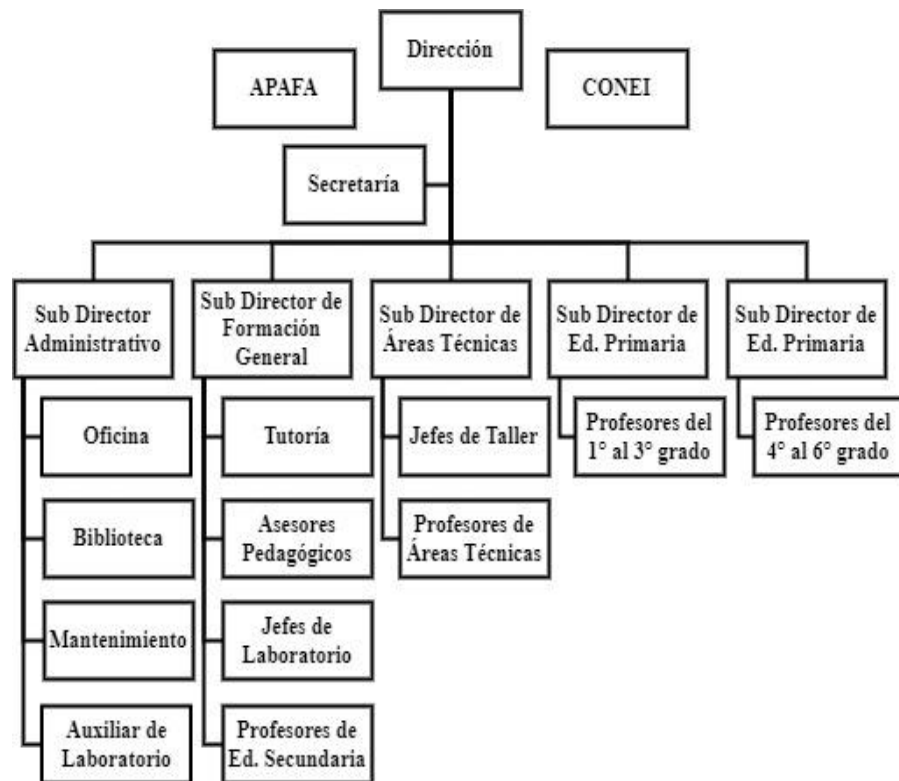 Dirección
APAFA
CONEI
Secretaría
Sub Director
Administrativo
Sub Director de
Formación
General
Sub Director de
Áreas Técnicas
Sub Director de
Ed. Primaria
Sub Director de
Ed. Primaria
Oficina
Biblioteca
Mantenimiento
Auxiliar de
Laboratorio
Tutoría
Asesores
Pedagógicos
Jefes de
Laboratorio
Profesores de
Ed. Secundaria
Jefes de Taller
Profesores de
Áreas Técnicas
Profesores del
1° al 3° grado
Profesores del
4° al 6° grado